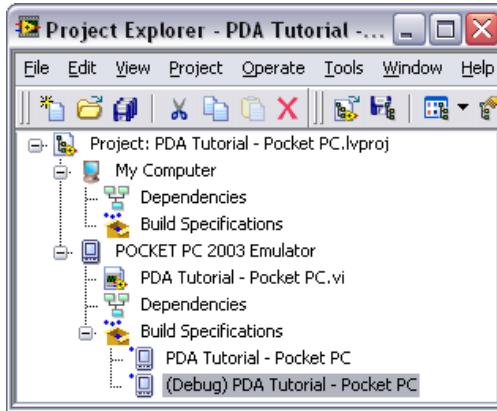 Project Explorer - PDA Tutorial -...
File Edit View Project Operate Tools Window Help
Project: PDA Tutorial - Pocket PC.lvproj
My Computer
Dependencies
Build Specifications
POCKET PC 2003 Emulator
PDA Tutorial - Pocket PC.vi
Dependencies
Build Specifications
PDA Tutorial - Pocket PC
(Debug) PDA Tutorial - Pocket PC